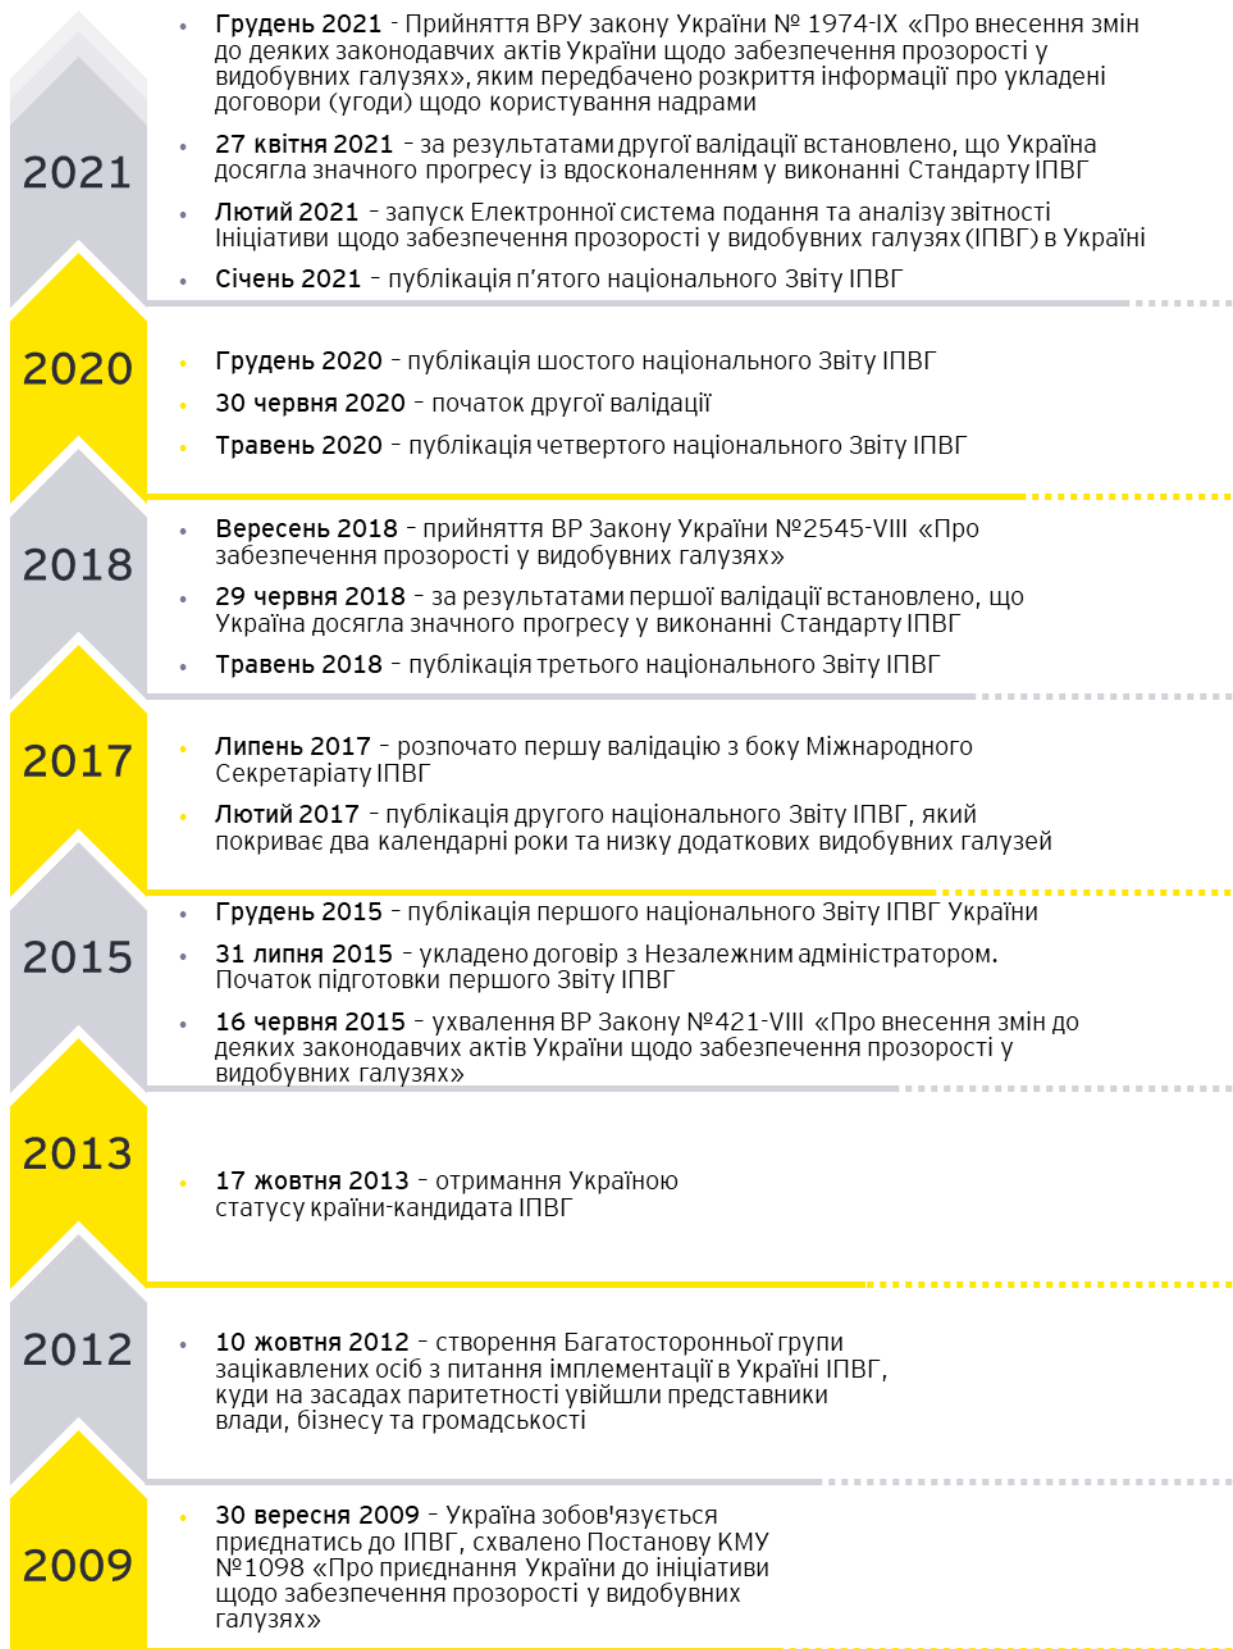 2021
• Грудень 2021 - Прийняття ВРУ закону України № 1974-IX «Про внесення змін
до деяких законодавчих актів України щодо забезпечення прозорості у
видобувних галузях», яким передбачено розкриття інформації про укладені
договори (угоди) щодо користування надрами
• 27 квітня 2021 – за результатами другої валідації встановлено, що Україна
досягла значного прогресу із вдосконаленням у виконанні Стандарту ІПВГ
• Лютий 2021 – запуск Електронної система подання та аналізу звітності
Ініціативи щодо забезпечення прозорості у видобувних галузях (ІПВГ) в Україні
• Січень 2021 – публікація п’ятого національного Звіту ІПВГ
2020
• Грудень 2020 – публікація шостого національного Звіту ІПВГ
• 30 червня 2020 – початок другої валідації
• Травень 2020 – публікація четвертого національного Звіту ІПВГ
2018
• Вересень 2018 – прийняття ВР Закону України №2545-VIII «Про
забезпечення прозорості у видобувних галузях»
• 29 червня 2018 – за результатами першої валідації встановлено, що
Україна досягла значного прогресу у виконанні Стандарту ІПВГ
• Травень 2018 – публікація третього національного Звіту ІПВГ
2017
• Липень 2017 – розпочато першу валідацію з боку Міжнародного
Секретаріату ІПВГ
• Лютий 2017 – публікація другого національного Звіту ІПВГ, який
покриває два календарні роки та низку додаткових видобувних галузей
2015
• Грудень 2015 – публікація першого національного Звіту ІПВГ України
• 31 липня 2015 – укладено договір з Незалежним адміністратором.
Початок підготовки першого Звіту ІПВГ
• 16 червня 2015 – ухвалення ВР Закону №421-VIII «Про внесення змін до
деяких законодавчих актів України щодо забезпечення прозорості у
видобувних галузях»
2013
• 17 жовтня 2013 – отримання Україною
статусу країни-кандидата ІПВГ
2012
• 10 жовтня 2012 – створення Багатосторонньої групи
зацікавлених осіб з питання імплементації в Україні ІПВГ,
куди на засадах паритетності увійшли представники
влади, бізнесу та громадськості
2009
• 30 вересня 2009 – Україна зобов'язується
приєднатись до ІПВГ, схвалено Постанову КМУ
№1098 «Про приєднання України до ініціативи
щодо забезпечення прозорості у видобувних
галузях»